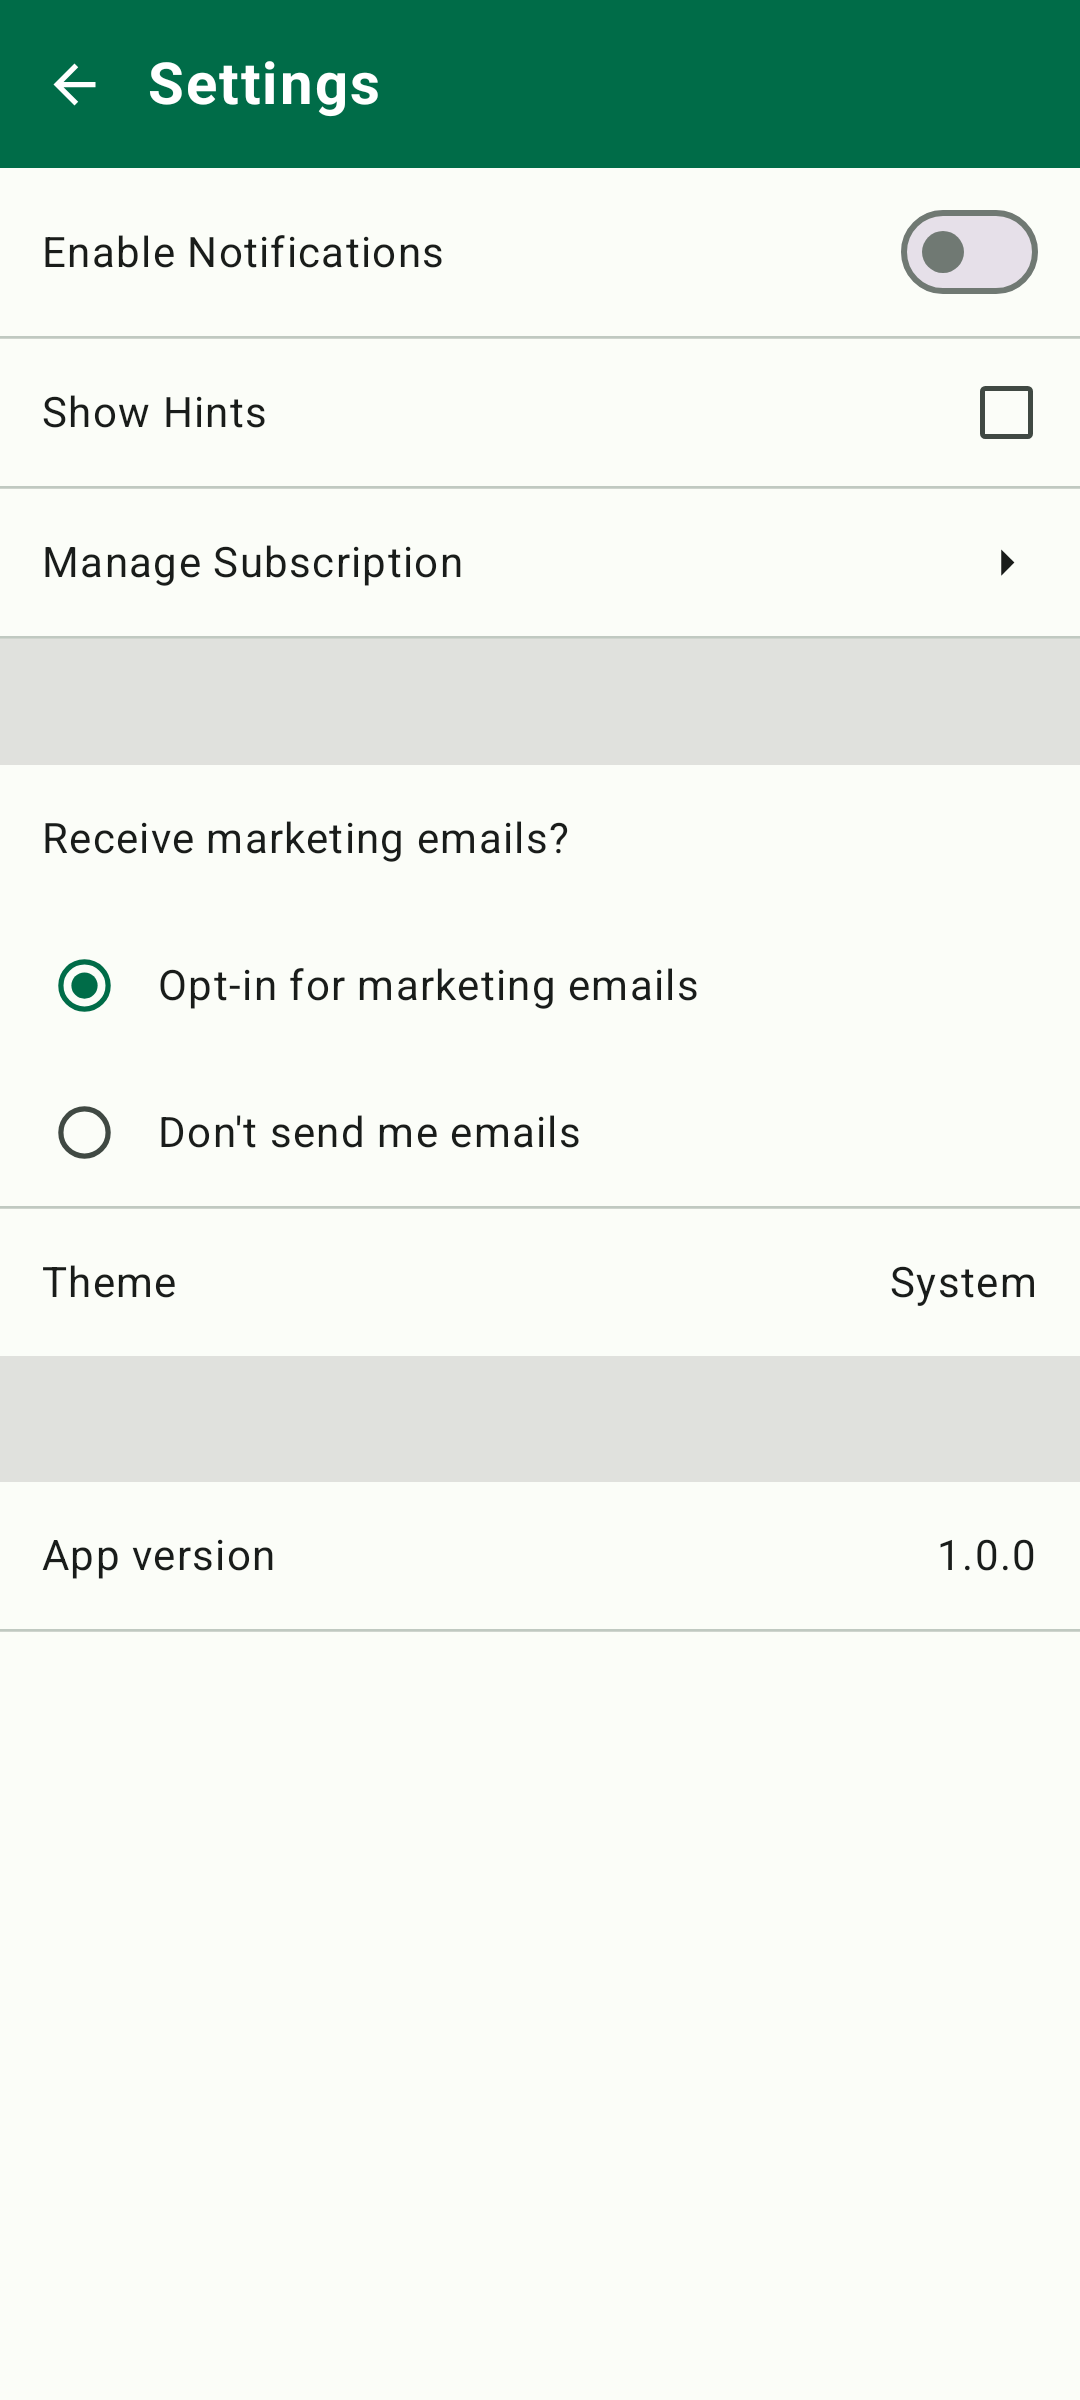 Settings
Enable Notifications
Show Hints
Manage Subscription
Receive marketing emails?
Opt-in for marketing emails
Don't send me emails
Theme System
App version 1.0.0